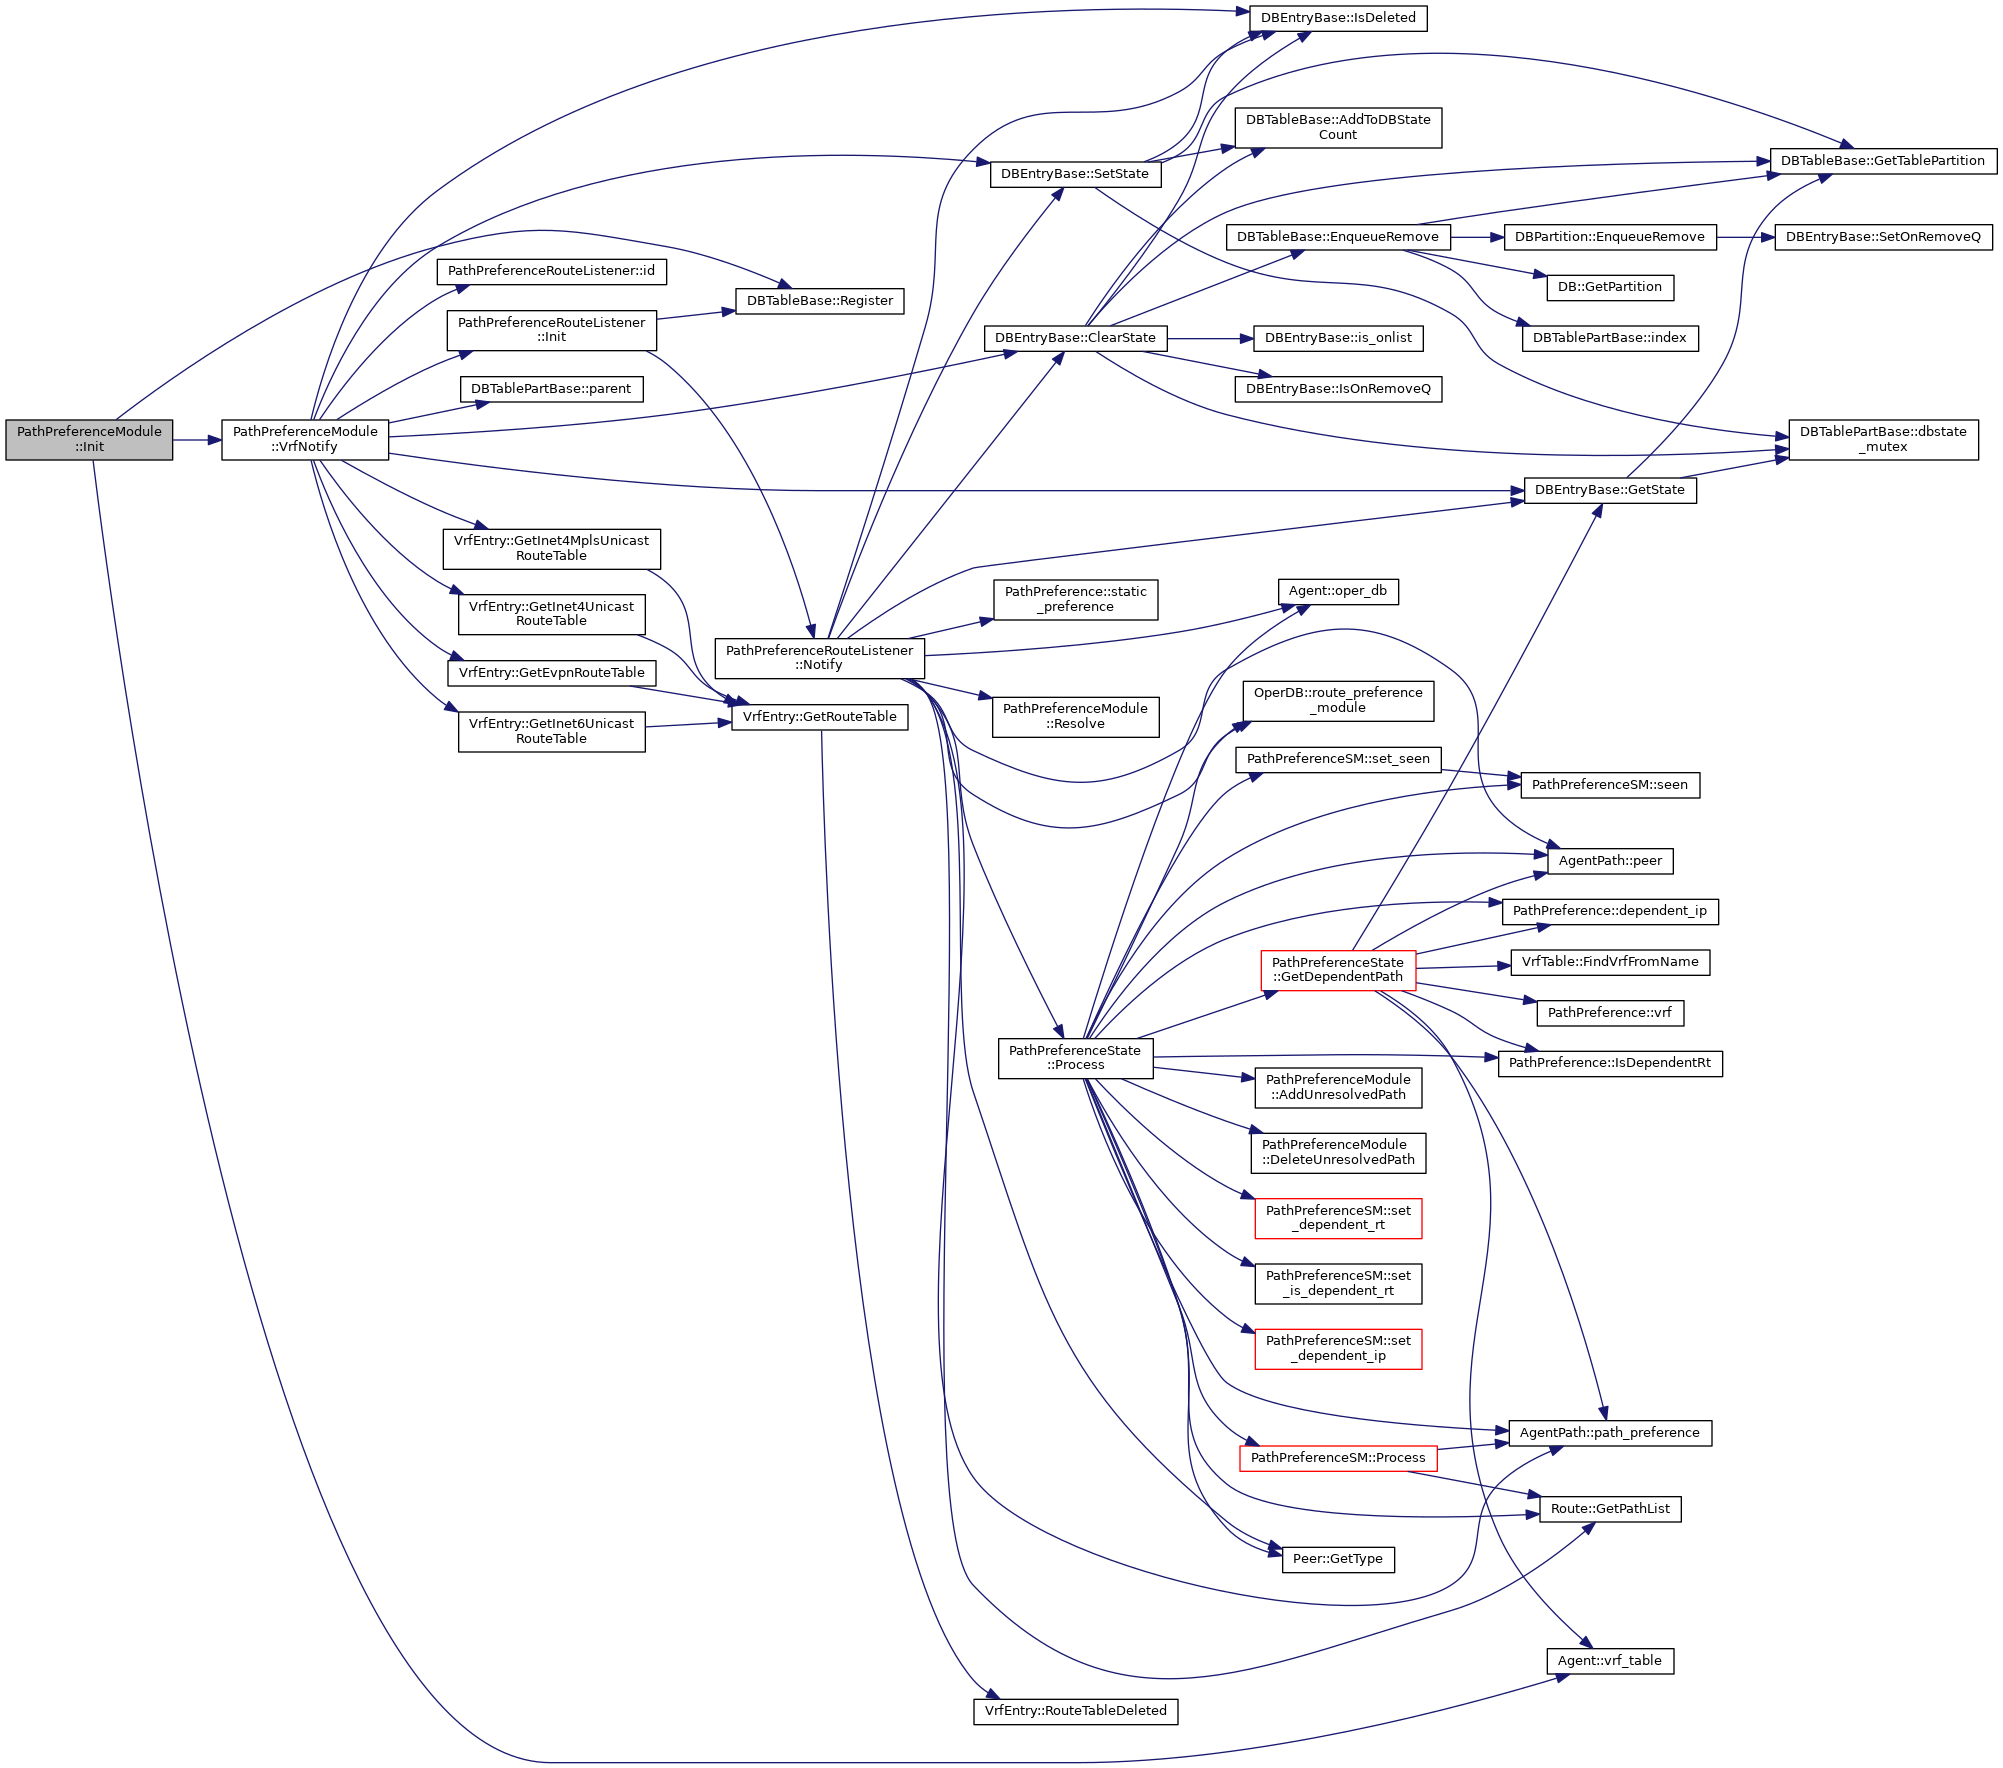 PathPreferenceModule
::Init
PathPreferenceModule
::VrfNotify
PathPreferenceRouteListener::id
PathPreferenceRouteListener
::Init
DBTablePartBase::parent
VrfEntry::GetInet4MplsUnicast
RouteTable
VrfEntry::GetInet4Unicast
RouteTable
VrfEntry::GetEvpnRouteTable
VrfEntry::GetInet6Unicast
RouteTable
DBTableBase::Register
PathPreferenceRouteListener
::Notify
VrfEntry::GetRouteTable
DBEntryBase::SetState
DBEntryBase::ClearState
PathPreference::static
_preference
PathPreferenceModule
::Resolve
PathPreferenceState
::Process
VrfEntry::RouteTableDeleted
DBEntryBase::IsDeleted
DBTableBase::AddToDBState
Count
DBTableBase::EnqueueRemove
DBEntryBase::is_onlist
DBEntryBase::IsOnRemoveQ
Agent::oper_db
OperDB::route_preference
_module
PathPreferenceSM::set_seen
PathPreferenceState
::GetDependentPath
PathPreferenceModule
::AddUnresolvedPath
PathPreferenceModule
::DeleteUnresolvedPath
PathPreferenceSM::set
_dependent_rt
PathPreferenceSM::set
_is_dependent_rt
PathPreferenceSM::set
_dependent_ip
PathPreferenceSM::Process
Peer::GetType
DBPartition::EnqueueRemove
DB::GetPartition
DBTablePartBase::index
DBEntryBase::GetState
PathPreferenceSM::seen
AgentPath::peer
PathPreference::dependent_ip
VrfTable::FindVrfFromName
PathPreference::vrf
PathPreference::IsDependentRt
AgentPath::path_preference
Route::GetPathList
Agent::vrf_table
DBTableBase::GetTablePartition
DBEntryBase::SetOnRemoveQ
DBTablePartBase::dbstate
_mutex